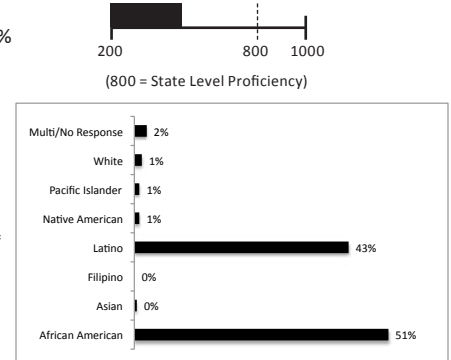 %
200 800 1000
(800 = State Level Proficiency)
Multi/No Response 2%
White 1%
Pacific Islander 1%
Native American 1%
Latino 43%
Filipino 0%
Asian 0%
African American 51%